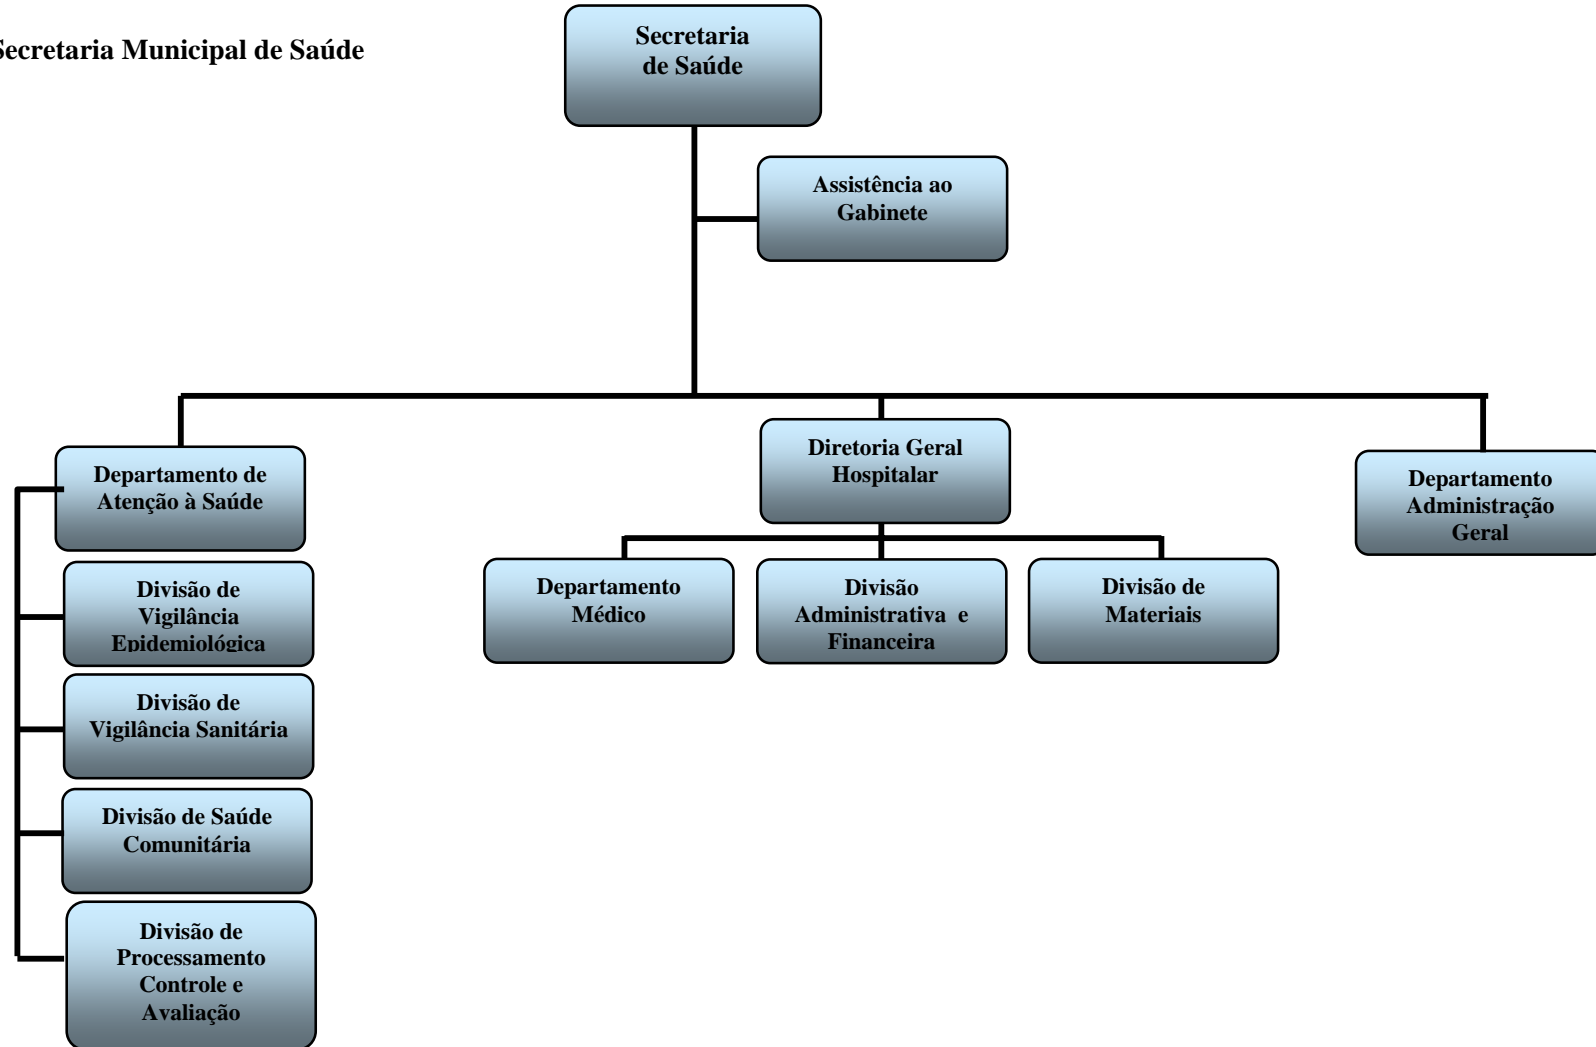 Secretaria Municipal de Saúde
Secretaria
de Saúde
Assistência ao
Gabinete
Departamento de
Atenção à Saúde
Diretoria Geral
Hospitalar
Departamento
Administração
Geral
Departamento
Médico
Divisão
Administrativa e
Financeira
Divisão de
Materiais
Divisão de
Vigilância
Epidemiológica
Divisão de
Vigilância Sanitária
Divisão de Saúde
Comunitária
Divisão de
Processamento
Controle e
Avaliação